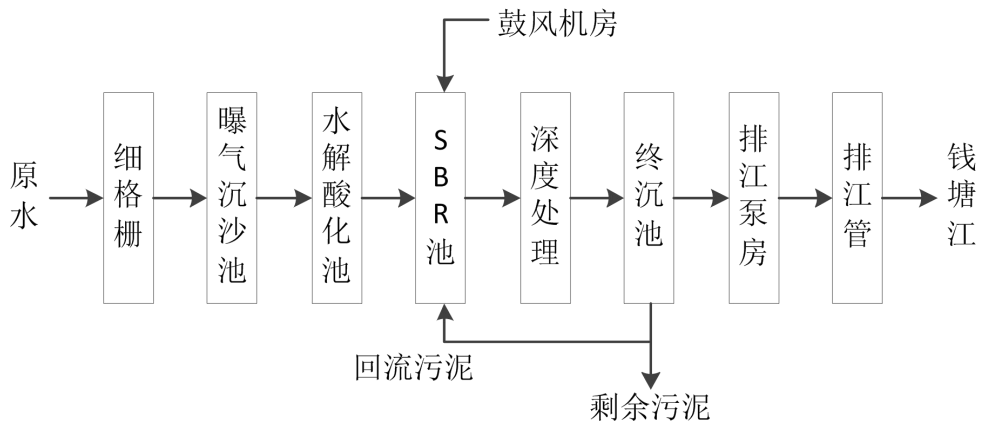 鼓风机房
原水
细格栅
曝气沉沙池
水解酸化池
SBR池
深度处理
终沉池
排江泵房
排江管
钱塘江
回流污泥
剩余污泥